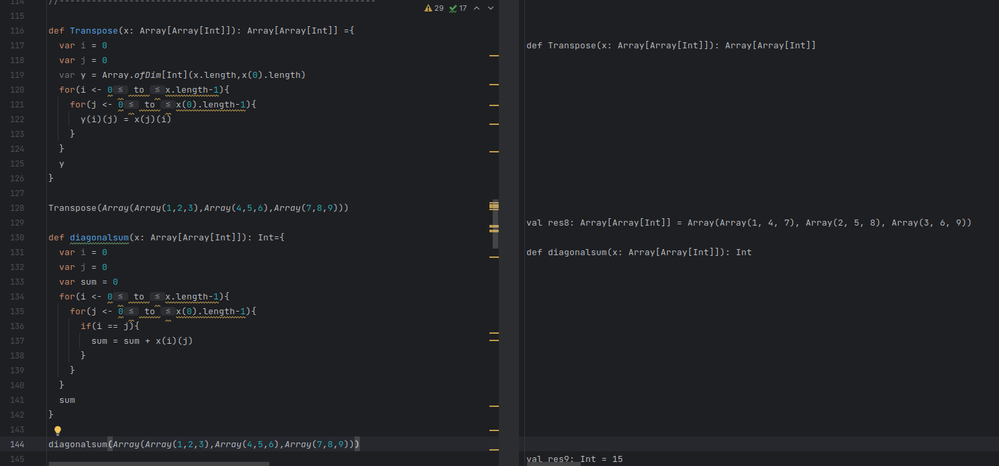 114 //-----------------------------------------------------------
29 17
115
116 def Transpose(x: Array[Array[Int]]): Array[Array[Int]] ={
117 var i = 0
118 var j = 0
119 var y = Array.ofDim[Int](x.length,x(0).length)
120 for(i <- 0 ≤ to ≤ x.length-1){
121 for(j <- 0 ≤ to ≤ x(0).length-1){
122 y(i)(j) = x(j)(i)
123 }
124 }
125 y
126 }
127
128 Transpose(Array(Array(1,2,3),Array(4,5,6),Array(7,8,9)))
129
130 def diagonalsum(x: Array[Array[Int]]): Int={
131 var i = 0
132 var j = 0
133 var sum = 0
134 for(i <- 0 ≤ to ≤ x.length-1){
135 for(j <- 0 ≤ to ≤ x(0).length-1){
136 if(i == j){
137 sum = sum + x(i)(j)
138 }
139 }
140 }
141 sum
142 }
143
144 diagonalsum(Array(Array(1,2,3),Array(4,5,6),Array(7,8,9)))
145
def Transpose(x: Array[Array[Int]]): Array[Array[Int]]
val res8: Array[Array[Int]] = Array(Array(1, 4, 7), Array(2, 5, 8), Array(3, 6, 9))
def diagonalsum(x: Array[Array[Int]]): Int
val res9: Int = 15